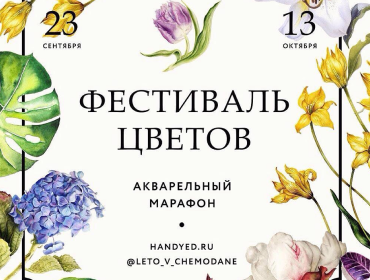 23
СЕНТЯБРЯ
13
ОКТЯБРЯ
ФЕСТИВАЛЬ
ЦВЕТОВ
АКВАРЕЛЬНЫЙ
МАРАФОН
•
HANDYED.RU
@LETO_V_CHEMODANE